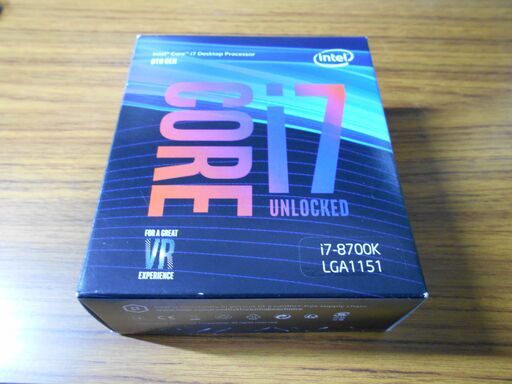 Intel® Core™ i7 Desktop Processor
8TH GEN
intel
CORE
i7
UNLOCKED
FOR A GREAT
VR
EXPERIENCE
i7-8700K
LGA1151